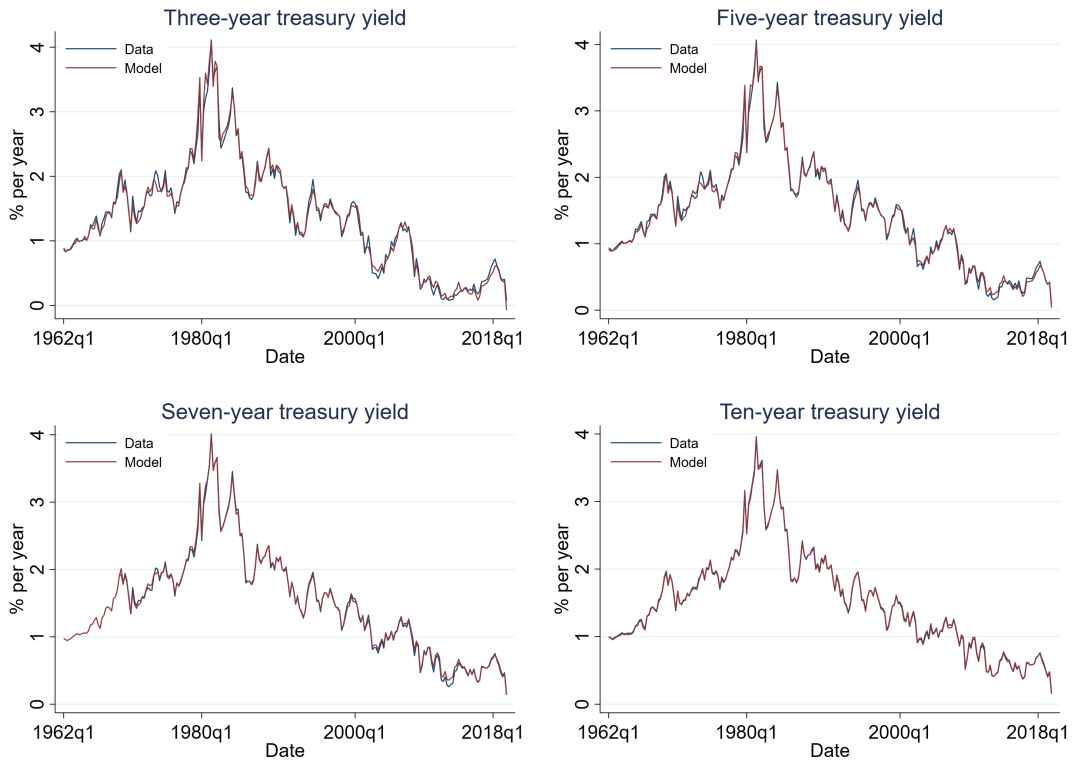 Three-year treasury yield
Data
Model
% per year
4
3
2
1
0
1962q1 1980q1 2000q1 2018q1
Date
Five-year treasury yield
Data
Model
% per year
4
3
2
1
0
1962q1 1980q1 2000q1 2018q1
Date
Seven-year treasury yield
Data
Model
% per year
4
3
2
1
0
1962q1 1980q1 2000q1 2018q1
Date
Ten-year treasury yield
Data
Model
% per year
4
3
2
1
0
1962q1 1980q1 2000q1 2018q1
Date